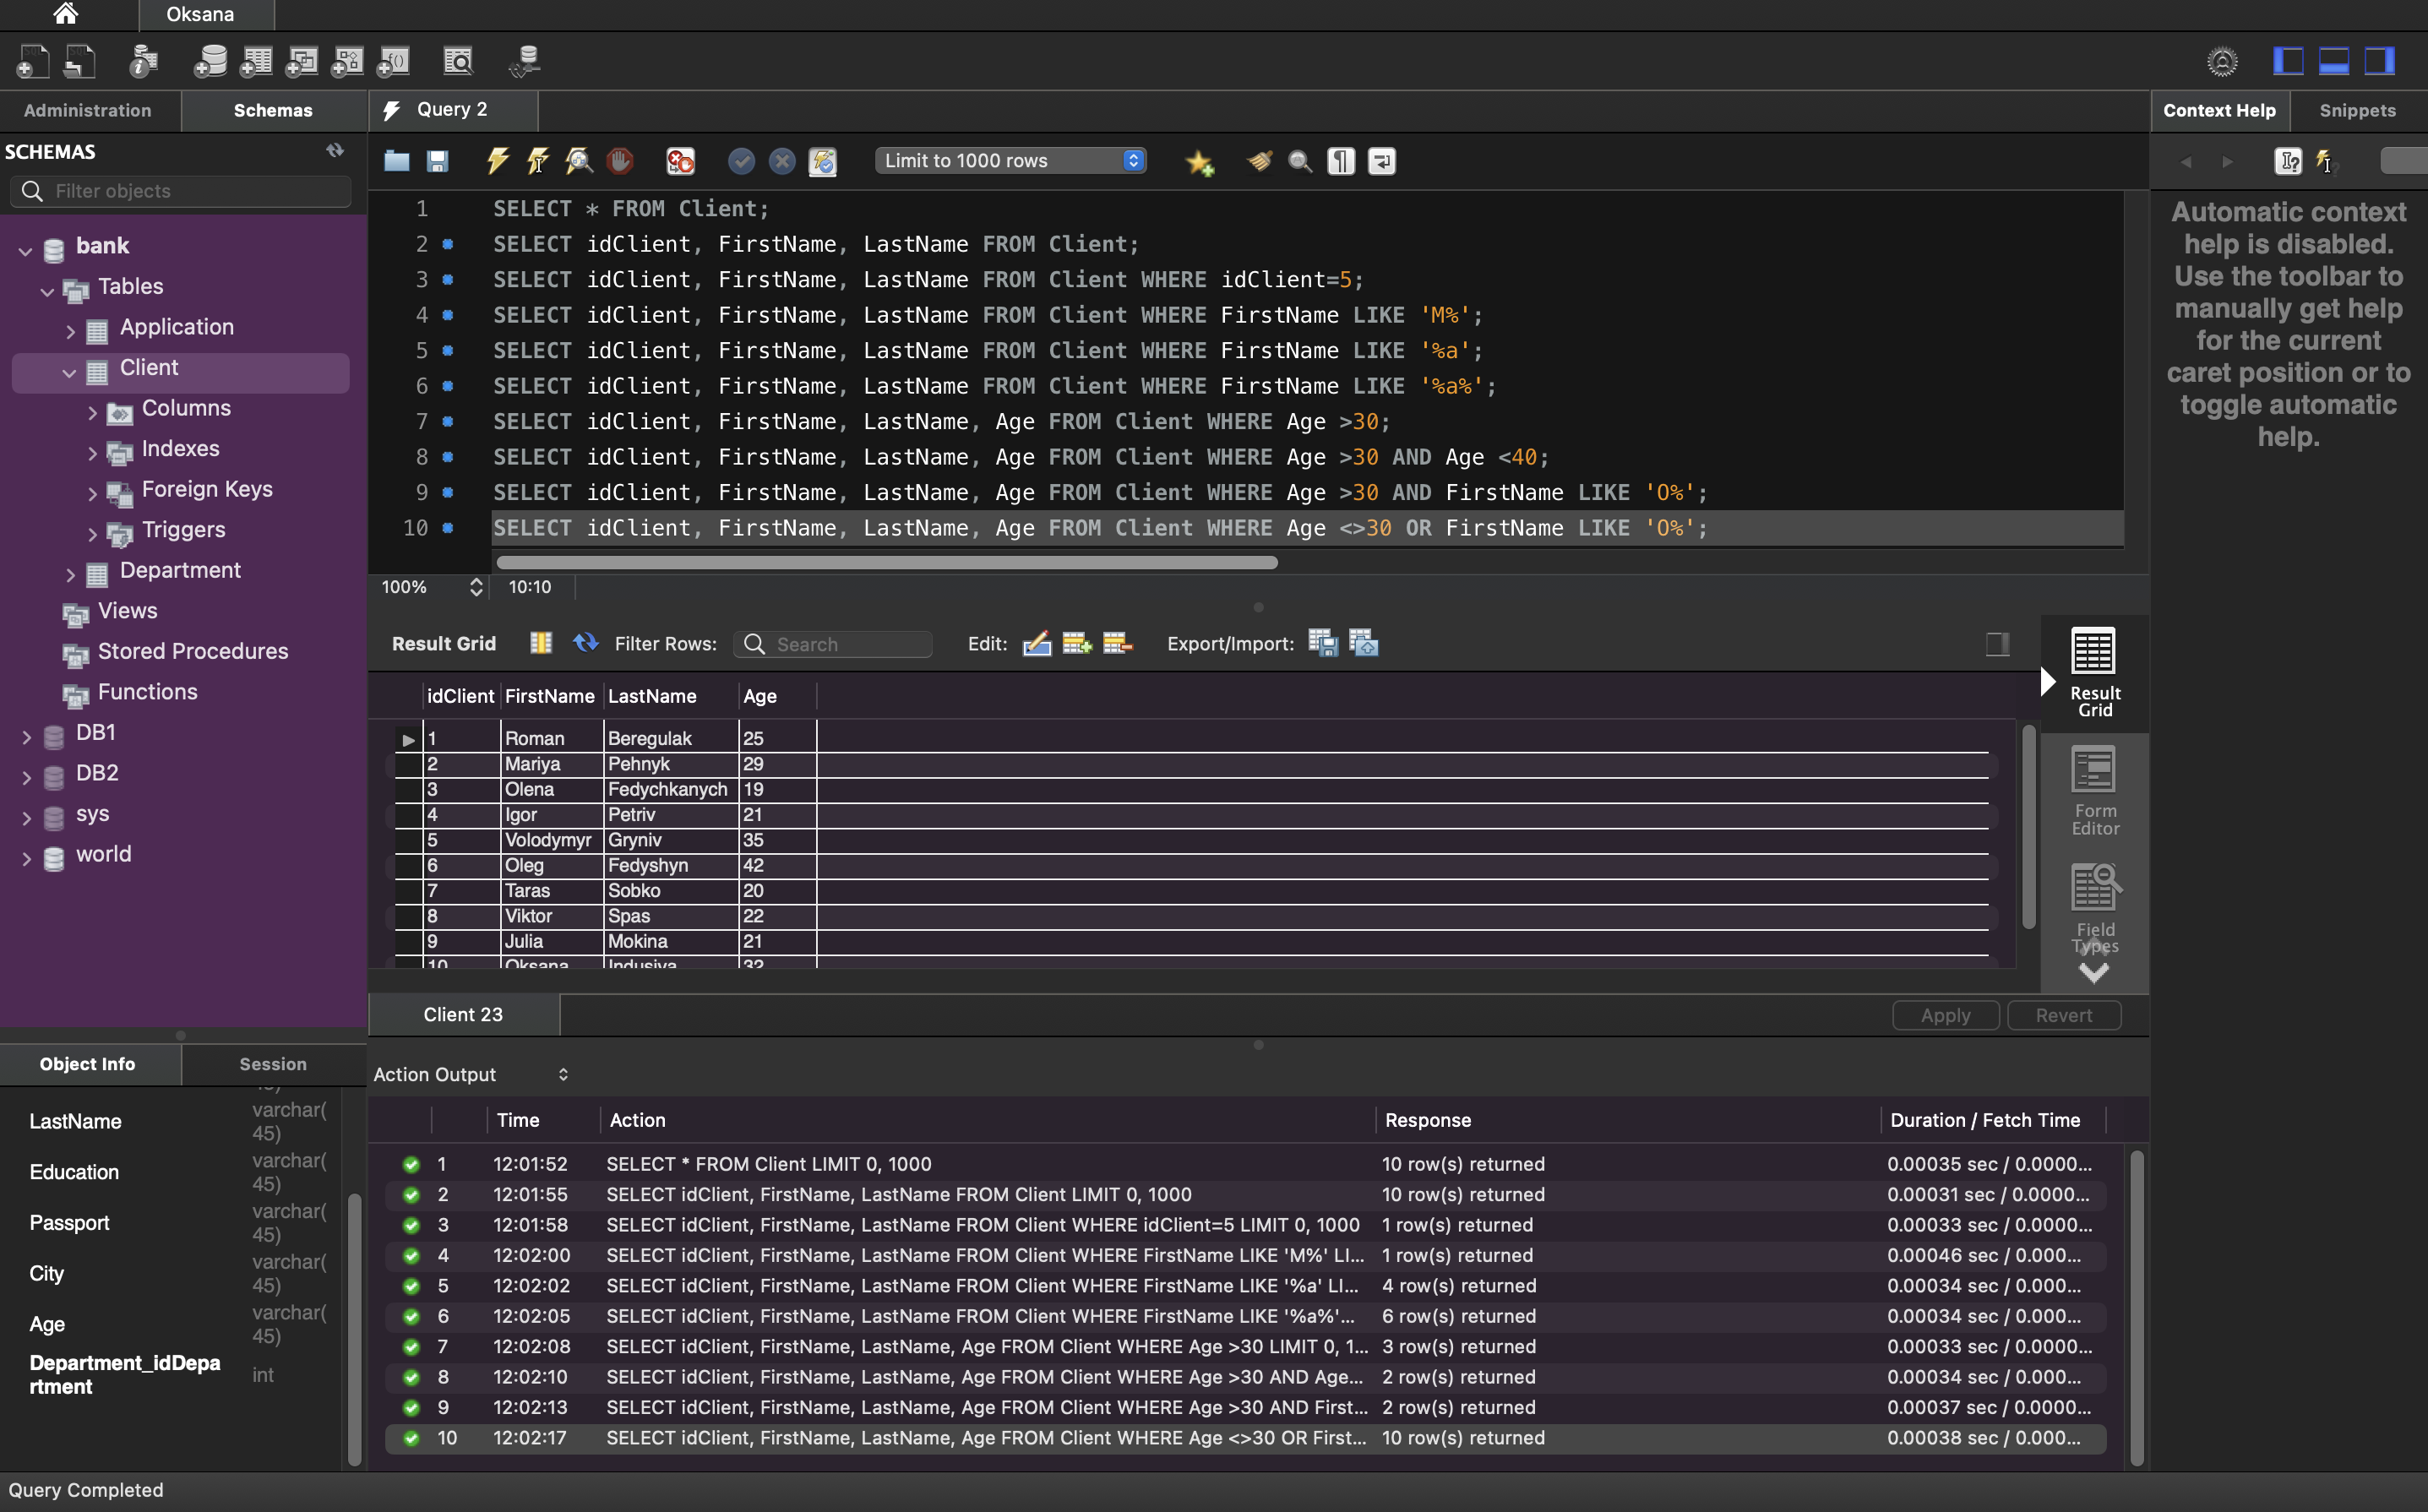 Oksana
Administration
Schemas
Query 2
Context Help
Snippets
SCHEMAS
Filter objects
Limit to 1000 rows
bank
Tables
Application
Client
Columns
Indexes
Foreign Keys
Triggers
Department
Views
Stored Procedures
Functions
DB1
DB2
sys
world
1 SELECT * FROM Client;
2 SELECT idClient, FirstName, LastName FROM Client;
3 SELECT idClient, FirstName, LastName FROM Client WHERE idClient=5;
4 SELECT idClient, FirstName, LastName FROM Client WHERE FirstName LIKE 'M%';
5 SELECT idClient, FirstName, LastName FROM Client WHERE FirstName LIKE '%a';
6 SELECT idClient, FirstName, LastName FROM Client WHERE FirstName LIKE '%a%';
7 SELECT idClient, FirstName, LastName, Age FROM Client WHERE Age >30;
8 SELECT idClient, FirstName, LastName, Age FROM Client WHERE Age >30 AND Age <40;
9 SELECT idClient, FirstName, LastName, Age FROM Client WHERE Age >30 AND FirstName LIKE 'O%';
10 SELECT idClient, FirstName, LastName, Age FROM Client WHERE Age <>30 OR FirstName LIKE 'O%';
Automatic context
help is disabled.
Use the toolbar to
manually get help
for the current
caret position or to
toggle automatic
help.
100% 10:10
Result Grid Filter Rows: Search Edit: Export/Import:
idClient FirstName LastName Age
1 Roman Beregulak 25
2 Mariya Pehnyk 29
3 Olena Fedychkanych 19
4 Igor Petriv 21
5 Volodymyr Gryniv 35
6 Oleg Fedyshyn 42
7 Taras Sobko 20
8 Viktor Spas 22
9 Julia Mokina 21
10 Oksana Indusiva 32
Result
Grid
Form
Editor
Field
Types
Client 23
Apply
Revert
Object Info
Session
LastName varchar(
45)
Education varchar(
45)
Passport varchar(
45)
City varchar(
45)
Age varchar(
45)
Department_idDepa
rtment int
Action Output
Time Action Response Duration / Fetch Time
1 12:01:52 SELECT * FROM Client LIMIT 0, 1000 10 row(s) returned 0.00035 sec / 0.0000...
2 12:01:55 SELECT idClient, FirstName, LastName FROM Client LIMIT 0, 1000 10 row(s) returned 0.00031 sec / 0.0000...
3 12:01:58 SELECT idClient, FirstName, LastName FROM Client WHERE idClient=5 LIMIT 0, 1000 1 row(s) returned 0.00033 sec / 0.0000...
4 12:02:00 SELECT idClient, FirstName, LastName FROM Client WHERE FirstName LIKE 'M%' LI... 1 row(s) returned 0.00046 sec / 0.000...
5 12:02:02 SELECT idClient, FirstName, LastName FROM Client WHERE FirstName LIKE '%a' LI... 4 row(s) returned 0.00034 sec / 0.000...
6 12:02:05 SELECT idClient, FirstName, LastName FROM Client WHERE FirstName LIKE '%a%'... 6 row(s) returned 0.00034 sec / 0.000...
7 12:02:08 SELECT idClient, FirstName, LastName, Age FROM Client WHERE Age >30 LIMIT 0, 1... 3 row(s) returned 0.00033 sec / 0.0000...
8 12:02:10 SELECT idClient, FirstName, LastName, Age FROM Client WHERE Age >30 AND Age... 2 row(s) returned 0.00034 sec / 0.000...
9 12:02:13 SELECT idClient, FirstName, LastName, Age FROM Client WHERE Age >30 AND First... 2 row(s) returned 0.00037 sec / 0.0000...
10 12:02:17 SELECT idClient, FirstName, LastName, Age FROM Client WHERE Age <>30 OR First... 10 row(s) returned 0.00038 sec / 0.000...
Query Completed